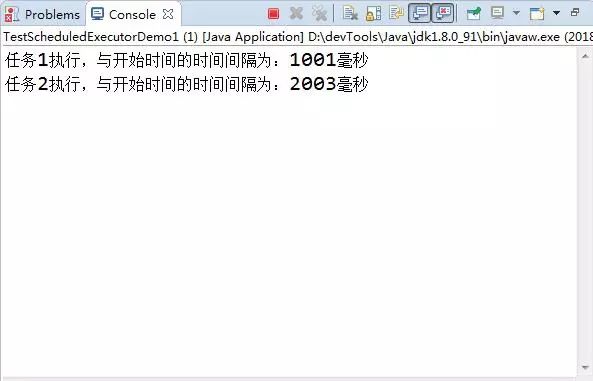 Problems Console
TestScheduledExecutorDemo1 (1) [Java Application] D:\devTools\Java\jdk1.8.0_91\bin\javaw.exe (2018
任务1执行，与开始时间的时间间隔为：1001毫秒
任务2执行，与开始时间的时间间隔为：2003毫秒